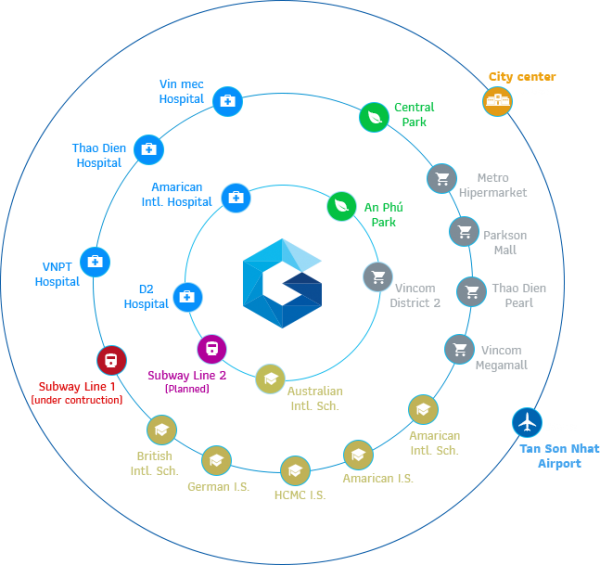 City center
Vin mec
Hospital
Central
Park
Thao Dien
Hospital
Amarican
Intl. Hospital
Metro
Hipermarket
An Phú
Park
Parkson
Mall
VNPT
Hospital
D2
Hospital
Vincom
District 2
Thao Dien
Pearl
Vincom
Megamall
Subway Line 1
(under contruction)
Subway Line 2
(Planned)
Australian
Intl. Sch.
Amarican
Intl. Sch.
British
Intl. Sch.
German I.S.
HCMC I.S.
Amarican I.S.
Tan Son Nhat
Airport